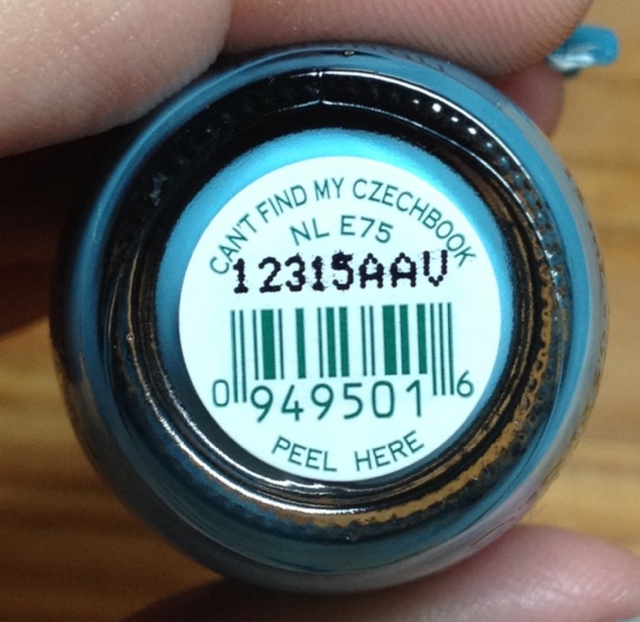 CAN'T FIND MY CZECHBOOK
NL E75
12315AAV
0 949501 6
PEEL HERE